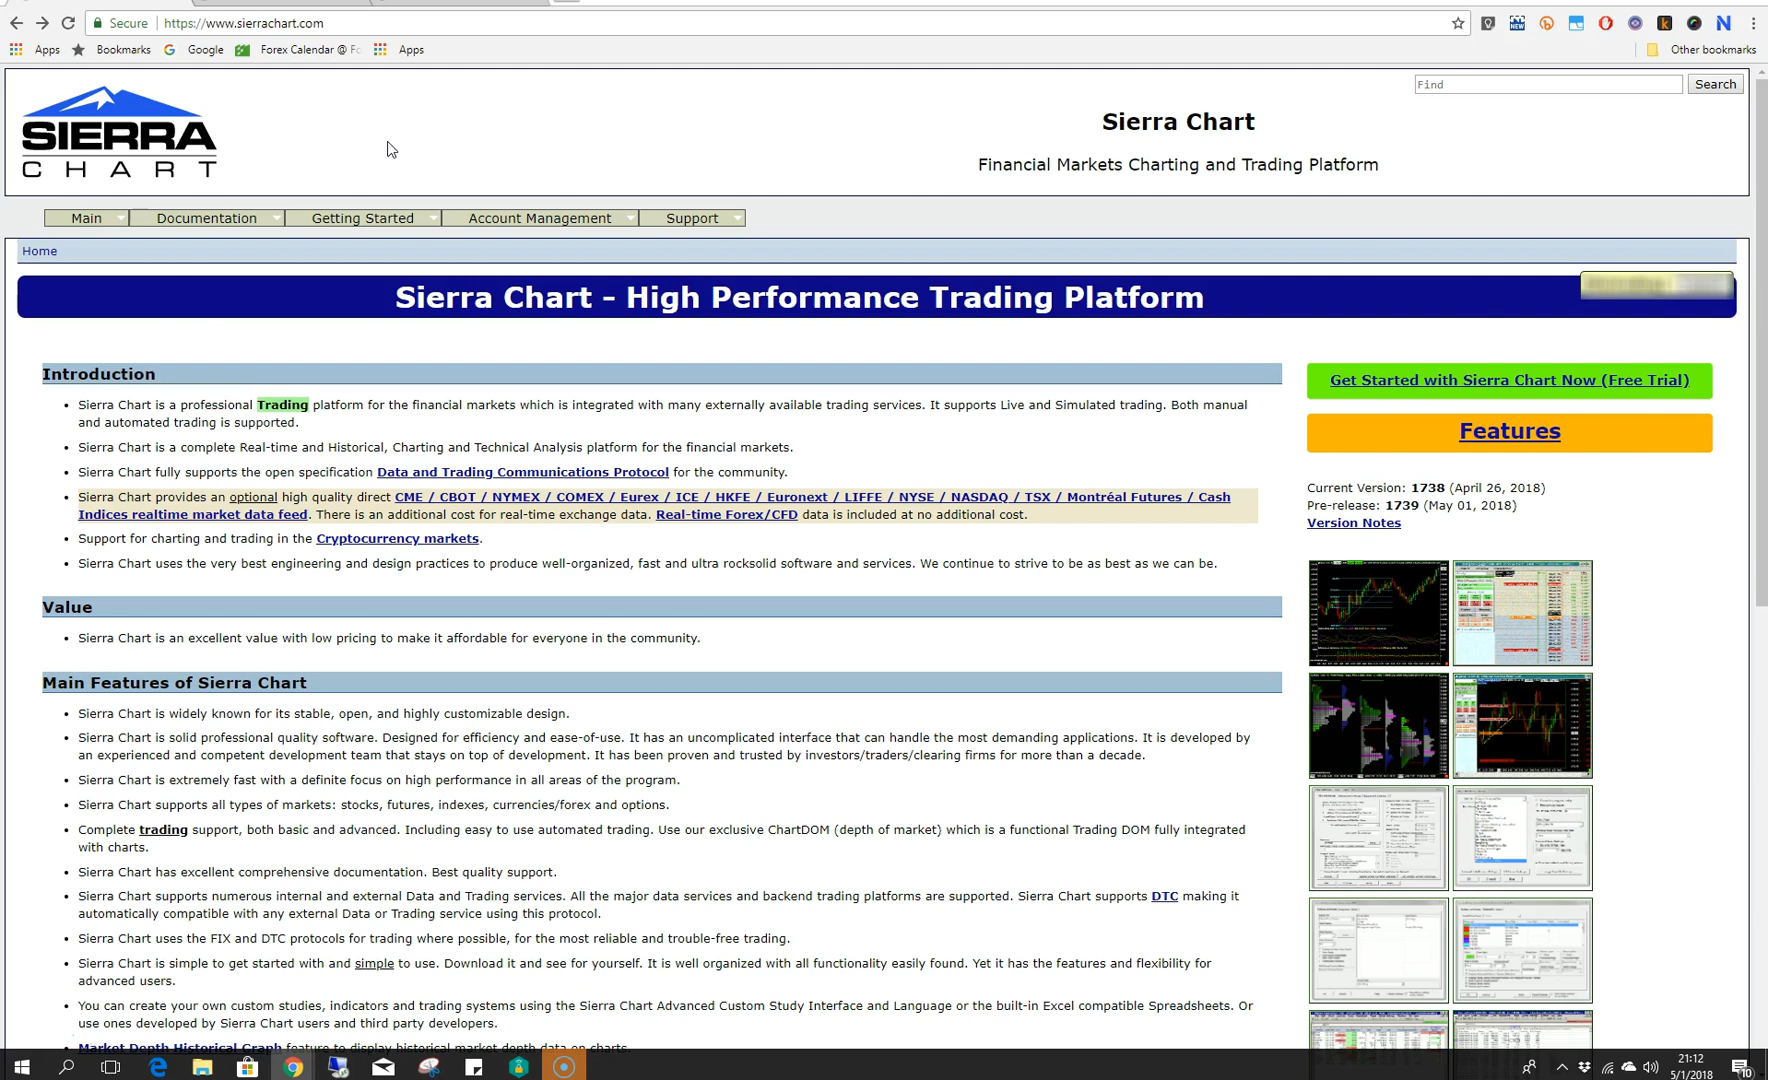 Secure
https://www.sierrachart.com
Apps
Bookmarks
Google
Forex Calendar @ Fo
Apps
Other bookmarks
Find
Search
SIERRA
CHART
Sierra Chart
Financial Markets Charting and Trading Platform
Main
Documentation
Getting Started
Account Management
Support
Home
Sierra Chart - High Performance Trading Platform
Introduction
• Sierra Chart is a professional Trading platform for the financial markets which is integrated with many externally available trading services. It supports Live and Simulated trading. Both manual
and automated trading is supported.
• Sierra Chart is a complete Real-time and Historical, Charting and Technical Analysis platform for the financial markets.
• Sierra Chart fully supports the open specification Data and Trading Communications Protocol for the community.
• Sierra Chart provides an optional high quality direct CME / CBOT / NYMEX / COMEX / Eurex / ICE / HKFE / Euronext / LIFFE / NYSE / NASDAQ / TSX / Montréal Futures / Cash
Indices realtime market data feed. There is an additional cost for real-time exchange data. Real-time Forex/CFD data is included at no additional cost.
• Support for charting and trading in the Cryptocurrency markets.
• Sierra Chart uses the very best engineering and design practices to produce well-organized, fast and ultra rocksolid software and services. We continue to strive to be as best as we can be.
Value
• Sierra Chart is an excellent value with low pricing to make it affordable for everyone in the community.
Main Features of Sierra Chart
• Sierra Chart is widely known for its stable, open, and highly customizable design.
• Sierra Chart is solid professional quality software. Designed for efficiency and ease-of-use. It has an uncomplicated interface that can handle the most demanding applications. It is developed by
an experienced and competent development team that stays on top of development. It has been proven and trusted by investors/traders/clearing firms for more than a decade.
• Sierra Chart is extremely fast with a definite focus on high performance in all areas of the program.
• Sierra Chart supports all types of markets: stocks, futures, indexes, currencies/forex and options.
• Complete trading support, both basic and advanced. Including easy to use automated trading. Use our exclusive ChartDOM (depth of market) which is a functional Trading DOM fully integrated
with charts.
• Sierra Chart has excellent comprehensive documentation. Best quality support.
• Sierra Chart supports numerous internal and external Data and Trading services. All the major data services and backend trading platforms are supported. Sierra Chart supports DTC making it
automatically compatible with any external Data or Trading service using this protocol.
• Sierra Chart uses the FIX and DTC protocols for trading where possible, for the most reliable and trouble-free trading.
• Sierra Chart is simple to get started with and simple to use. Download it and see for yourself. It is well organized with all functionality easily found. Yet it has the features and flexibility for
advanced users.
• You can create your own custom studies, indicators and trading systems using the Sierra Chart Advanced Custom Study Interface and Language or the built-in Excel compatible Spreadsheets. Or
use ones developed by Sierra Chart users and third party developers.
Market Depth Historical Graph feature to display historical market depth data on charts.
Get Started with Sierra Chart Now (Free Trial)
Features
Current Version: 1738 (April 26, 2018)
Pre-release: 1739 (May 01, 2018)
Version Notes
21:12
5/1/2018
10